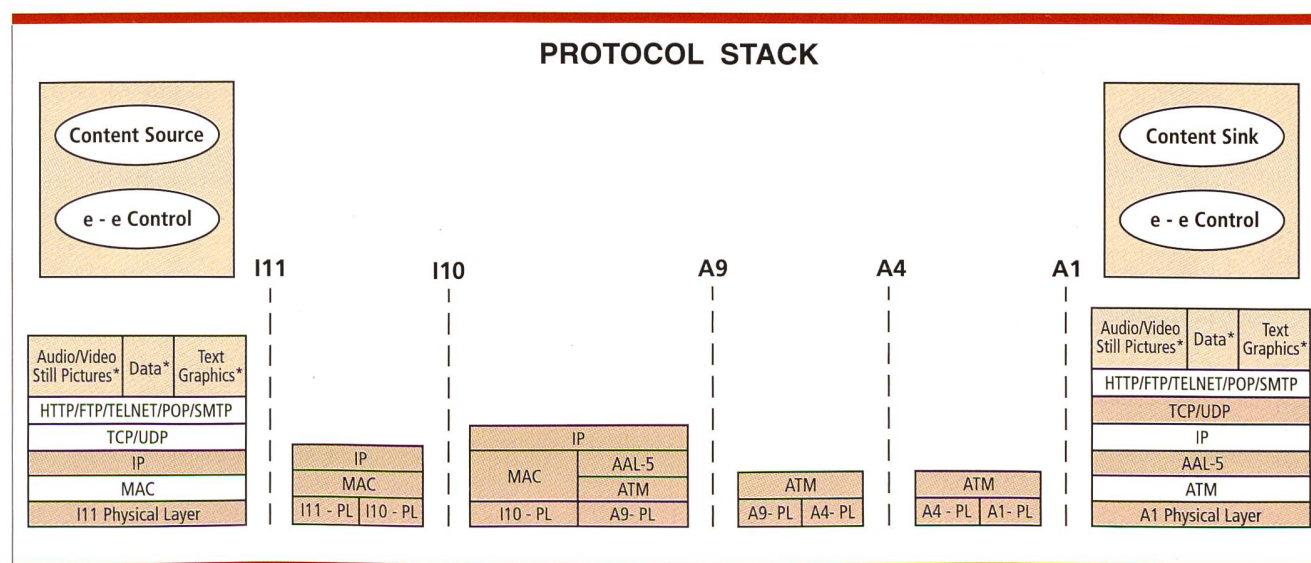 PROTOCOL STACK
Content Source
e - e Control
Content Sink
e - e Control
I11
I10
A9
A4
A1
Audio/Video
Still Pictures*
Data*
Text
Graphics*
HTTP/FTP/TELNET/POP/SMTP
TCP/UDP
IP
MAC
I11 Physical Layer
IP
MAC
I11 - PL
I10 - PL
IP
MAC
AAL-5
ATM
I10 - PL
A9- PL
ATM
A9- PL
A4- PL
ATM
A4 - PL
A1- PL
Audio/Video
Still Pictures*
Data*
Text
Graphics*
HTTP/FTP/TELNET/POP/SMTP
TCP/UDP
IP
AAL-5
ATM
A1 Physical Layer